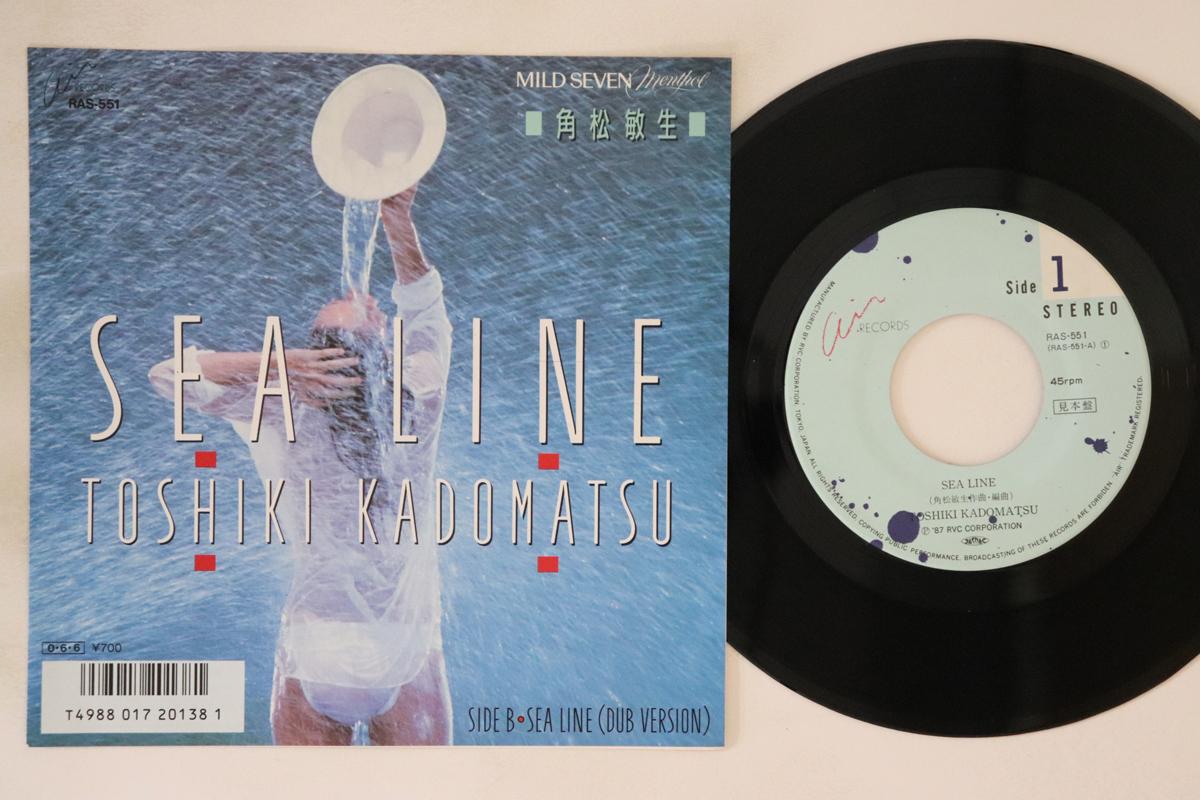 Air RECORDS
RAS-551
MILD SEVEN Menthol
角松敏生
SEA LINE
TOSHIKI KADOMATSU
0・6・6 ¥700
T4988 017 20138 1
SIDE B・SEA LINE (DUB VERSION)
Air RECORDS
Side 1
STEREO
RAS-551
(RAS-551-A) ①
45rpm
見本盤
SEA LINE
(角松敏生作曲・編曲)
TOSHIKI KADOMATSU
Ⓟ '87 RVC CORPORATION
JASRAC
MANUFACTURED BY RVC CORPORATION, TOKYO, JAPAN. ALL RIGHTS RESERVED. COPYING PUBLIC PERFORMANCE, BROADCASTING OF THESE RECORDS ARE FORBIDDEN. "AIR" TRADEMARK REGISTERED.